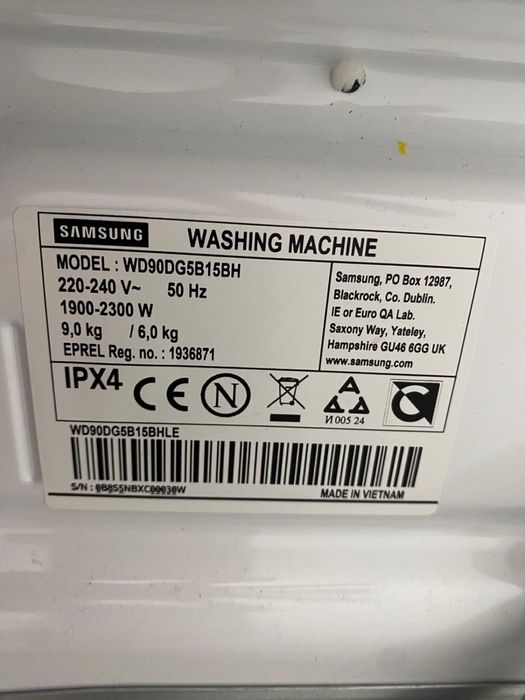 SAMSUNG WASHING MACHINE
MODEL : WD90DG5B15BH
220-240 V~ 50 Hz
1900-2300 W
9,0 kg / 6,0 kg
EPREL Reg. no. : 1936871
Samsung, PO Box 12987,
Blackrock, Co. Dublin.
IE or Euro QA Lab.
Saxony Way, Yateley,
Hampshire GU46 6GG UK
www.samsung.com
IPX4 CE N
И 005 24
WD90DG5B15BHLE
S/N : 0B8S5NBXC00030W
MADE IN VIETNAM